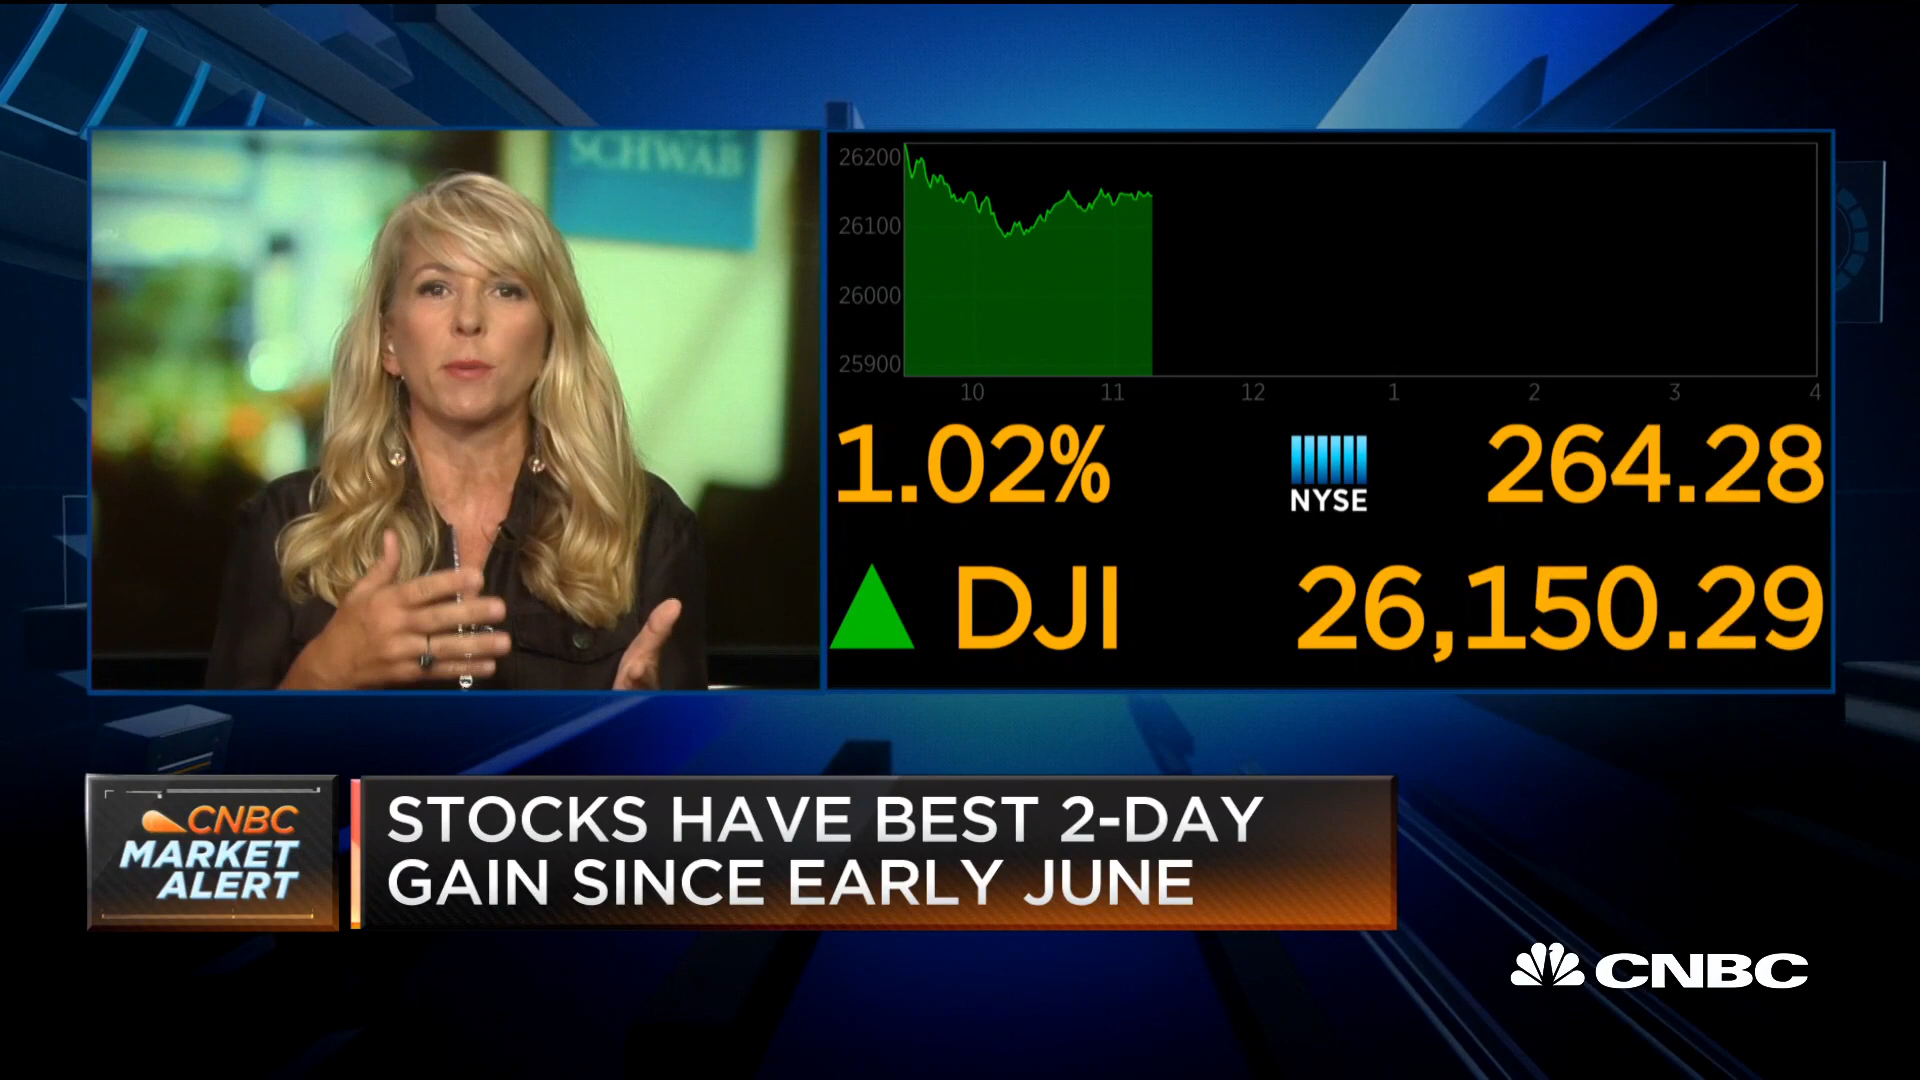 SCHWAB
26200
26100
26000
25900
10 11 12 1 2 3 4
1.02% NYSE 264.28
DJI 26,150.29
CNBC
MARKET
ALERT
STOCKS HAVE BEST 2-DAY
GAIN SINCE EARLY JUNE
CNBC